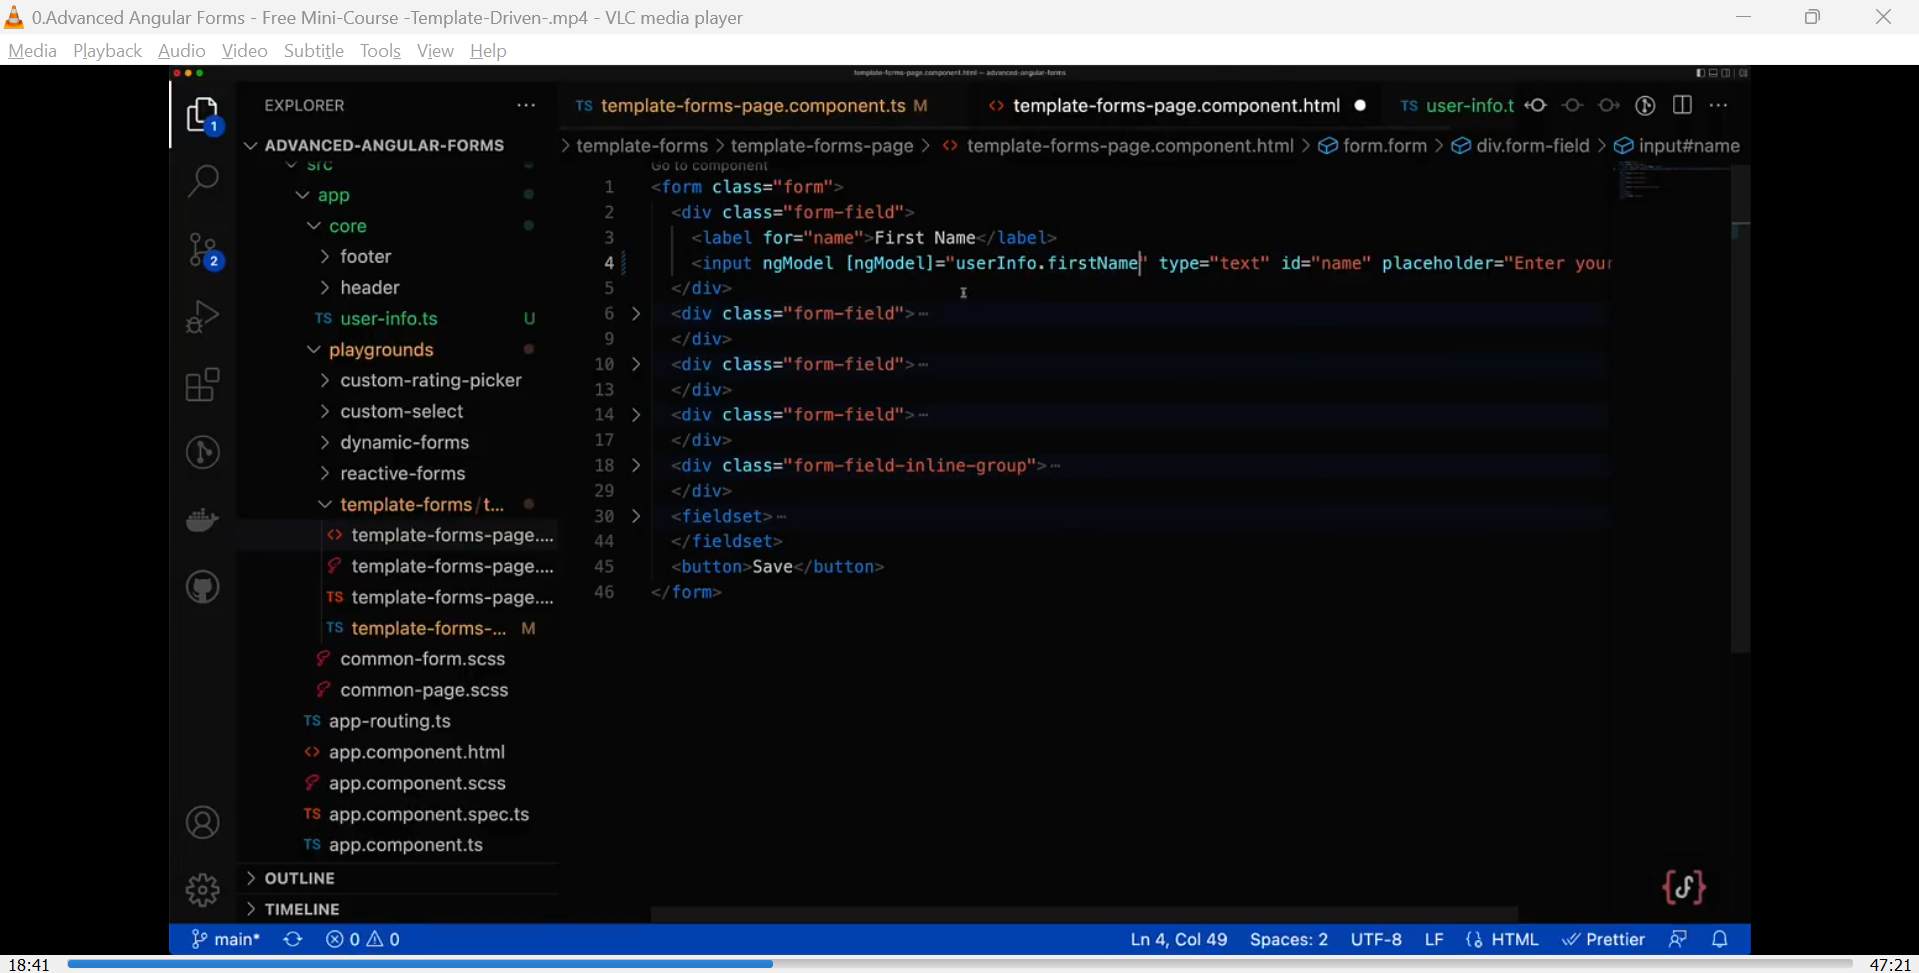 0.Advanced Angular Forms - Free Mini-Course -Template-Driven-.mp4 - VLC media player
Media Playback Audio Video Subtitle Tools View Help
template-forms-page.component.html — advanced-angular-forms
EXPLORER
TS template-forms-page.component.ts M
<> template-forms-page.component.html
TS user-info.t
ADVANCED-ANGULAR-FORMS
> template-forms > template-forms-page > <> template-forms-page.component.html > form.form > div.form-field > input#name
src
app
core
footer
header
TS user-info.ts U
playgrounds
custom-rating-picker
custom-select
dynamic-forms
reactive-forms
template-forms/t...
<> template-forms-page....
template-forms-page....
TS template-forms-page....
TS template-forms-... M
common-form.scss
common-page.scss
TS app-routing.ts
<> app.component.html
app.component.scss
TS app.component.spec.ts
TS app.component.ts
OUTLINE
TIMELINE
Go to component
1 <form class="form">
2 <div class="form-field">
3 <label for="name">First Name</label>
4 <input ngModel [ngModel]="userInfo.firstName" type="text" id="name" placeholder="Enter your
5 </div>
6 > <div class="form-field">⋯
9 </div>
10 > <div class="form-field">⋯
13 </div>
14 > <div class="form-field">⋯
17 </div>
18 > <div class="form-field-inline-group">⋯
29 </div>
30 > <fieldset>⋯
44 </fieldset>
45 <button>Save</button>
46 </form>
1
2
main* 0 0
Ln 4, Col 49 Spaces: 2 UTF-8 LF {} HTML Prettier
18:41
47:21